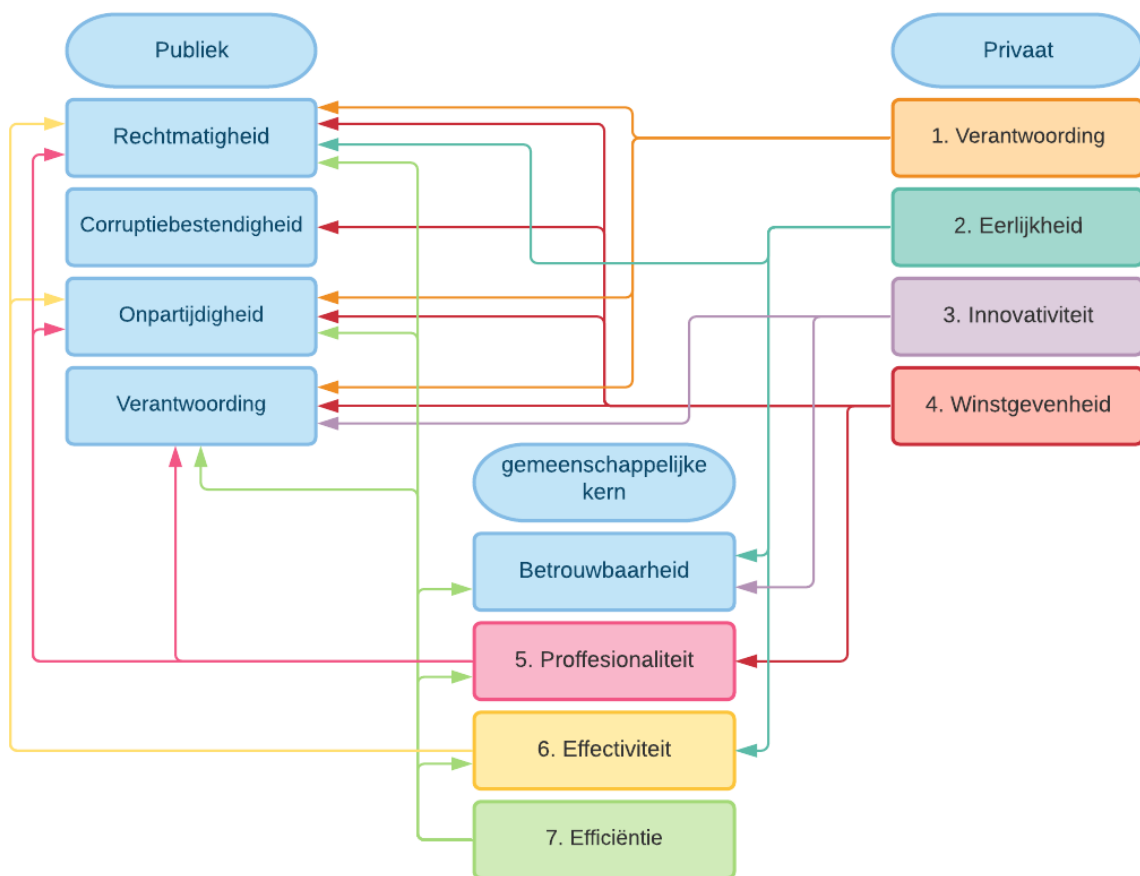 Publiek
Privaat
Rechtmatigheid
1. Verantwoording
Corruptiebestendigheid
2. Eerlijkheid
Onpartijdigheid
3. Innovativiteit
Verantwoording
4. Winstgevenheid
gemeenschappelijke
kern
Betrouwbaarheid
5. Proffesionaliteit
6. Effectiviteit
7. Efficiëntie